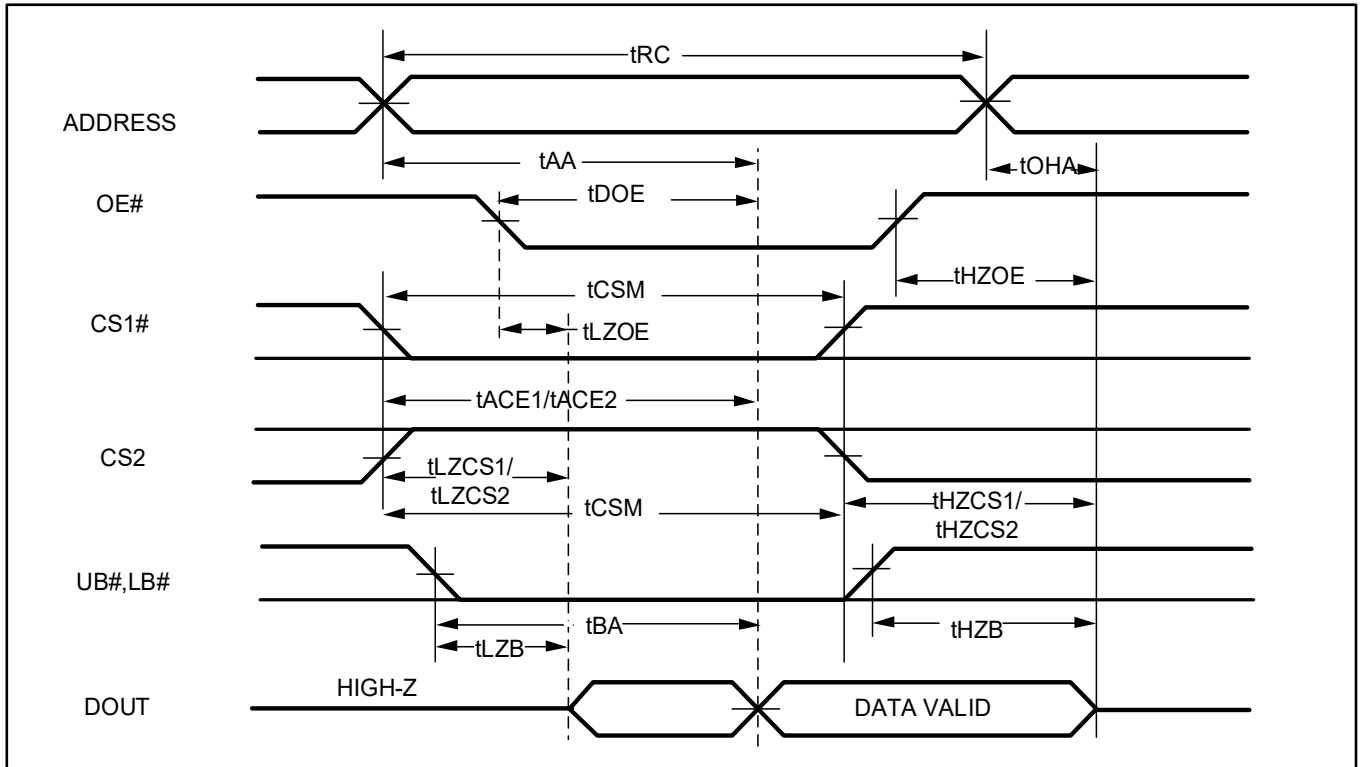 tRC
ADDRESS
tAA
tOHA
OE#
tDOE
tHZOE
tCSM
CS1#
tLZOE
tACE1/tACE2
CS2
tLZCS1/
tLZCS2
tCSM
tHZCS1/
tHZCS2
UB#,LB#
tBA
tHZB
tLZB
HIGH-Z
DOUT
DATA VALID